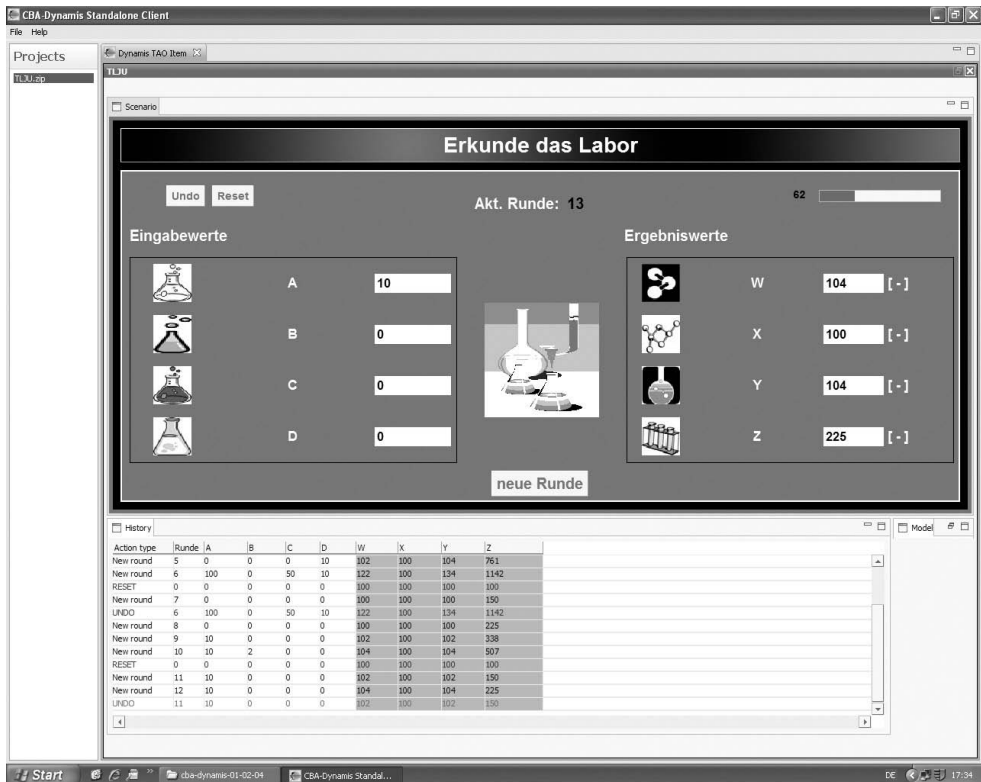 CBA-Dynamis Standalone Client
File Help
Projects
TLJU.zip
Dynamis TAO Item
TLJU
Scenario
Erkunde das Labor
Undo Reset
Akt. Runde: 13
62
Eingabewerte
Ergebniswerte
A 10 W 104 [ - ]
B 0 X 100 [ - ]
C 0 Y 104 [ - ]
D 0 Z 225 [ - ]
neue Runde
History
Model
Action type Runde A B C D W X Y Z
New round 5 0 0 0 10 102 100 104 761
New round 6 100 0 50 10 122 100 134 1142
RESET 0 0 0 0 0 100 100 100 100
New round 7 0 0 0 0 100 100 100 150
UNDO 6 100 0 50 10 122 100 134 1142
New round 8 0 0 0 0 100 100 100 225
New round 9 10 0 0 0 102 100 102 338
New round 10 10 2 0 0 104 100 104 507
RESET 0 0 0 0 0 100 100 100 100
New round 11 10 0 0 0 102 100 102 150
New round 12 10 0 0 0 104 100 104 225
UNDO 11 10 0 0 0 102 100 102 150
Start
cba-dynamis-01-02-04
CBA-Dynamis Standal...
DE
17:34